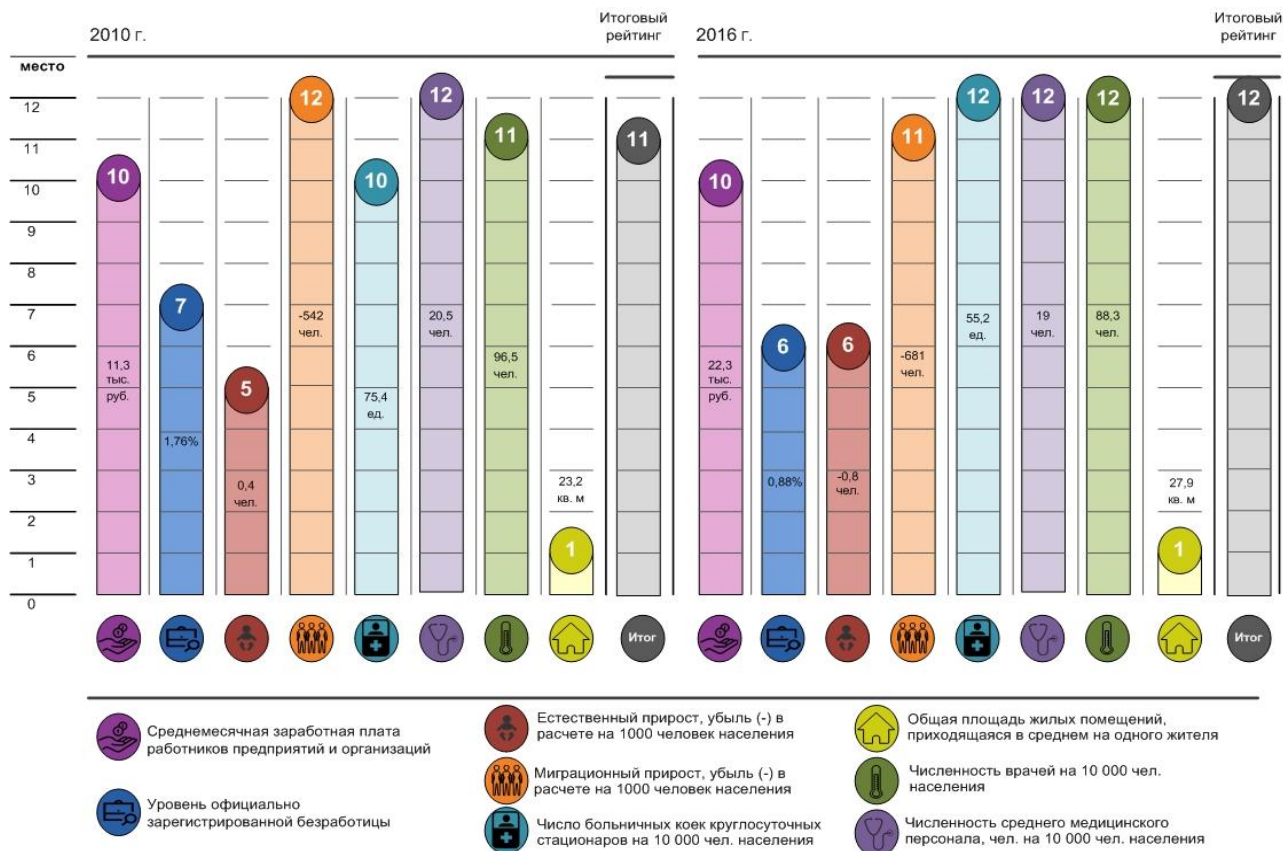 Итоговый
рейтинг
2010 г.
Итоговый
рейтинг
2016 г.
место
12
11
10
9
8
7
6
5
4
3
2
1
0
10
11,3
тыс.
руб.
7
1,76%
5
0,4
чел.
12
-542
чел.
10
75,4
ед.
12
20,5
чел.
11
96,5
чел.
23,2
кв. м
1
11
10
22,3
тыс.
руб.
6
0,88%
6
-0,8
чел.
11
-681
чел.
12
55,2
ед.
12
19
чел.
12
88,3
чел.
27,9
кв. м
1
12
Итог
Итог
Среднемесячная заработная плата
работников предприятий и организаций
Уровень официально
зарегистрированной безработицы
Естественный прирост, убыль (-) в
расчете на 1000 человек населения
Миграционный прирост, убыль (-) в
расчете на 1000 человек населения
Число больничных коек круглосуточных
стационаров на 10 000 чел. населения
Общая площадь жилых помещений,
приходящаяся в среднем на одного жителя
Численность врачей на 10 000 чел.
населения
Численность среднего медицинского
персонала, чел. на 10 000 чел. населения